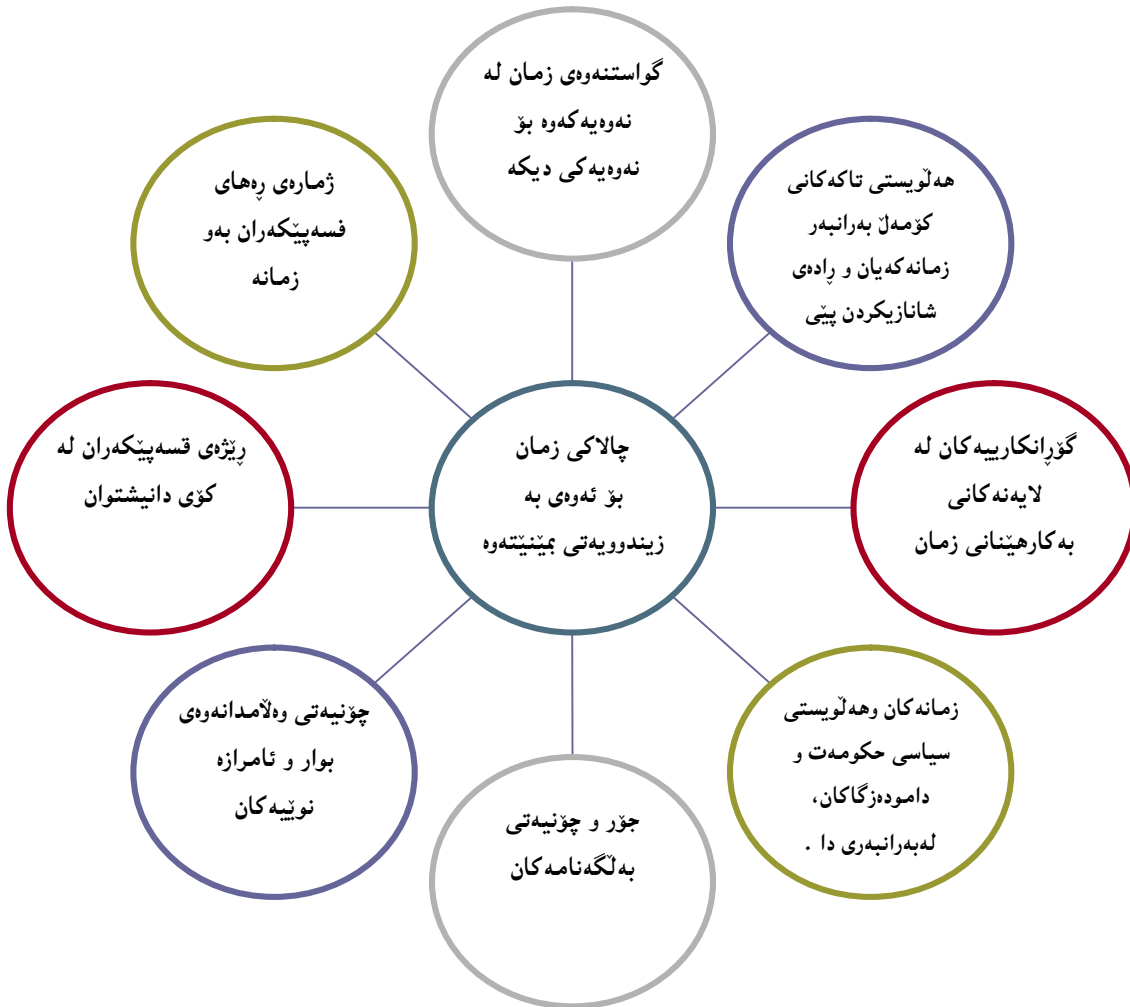 گواستنەوەی زمان لە
نەوەیەکەوە بۆ
نەوەیەکی دیکە
هەڵویستی تاکەکانی
کۆمەڵ بەرانبەر
زمانەکەیان و ڕادەی
شانازیکردن پێی
گۆڕانکارییەکان لە
لایەنەکانی
بەکارهێنانی زمان
زمانەکان وهەڵویستی
سیاسی حکومەت و
دامودەزگاکان،
لەبەرانبەری دا .
جۆر و چۆنیەتی
بەڵگەنامەکان
چۆنیەتی وەڵامدانەوەی
بوار و ئامرازە
نوێیەکان
ڕێژەی قسەپێکەران لە
کۆی دانیشتوان
ژمارەی ڕەهای
فسەپێکەران بەو
زمانە
چالاکی زمان
بۆ ئەوەی بە
زیندوویەتی بمێنێتەوە